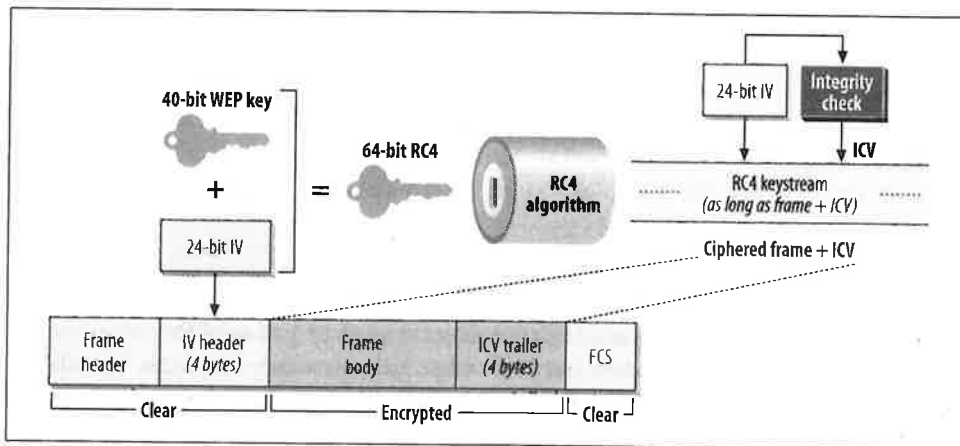 40-bit WEP key
+
24-bit IV
=
64-bit RC4
RC4
algorithm
24-bit IV
Integrity
check
ICV
RC4 keystream
(as long as frame + ICV)
Ciphered frame + ICV
Frame
header
IV header
(4 bytes)
Frame
body
ICV trailer
(4 bytes)
FCS
Clear
Encrypted
Clear